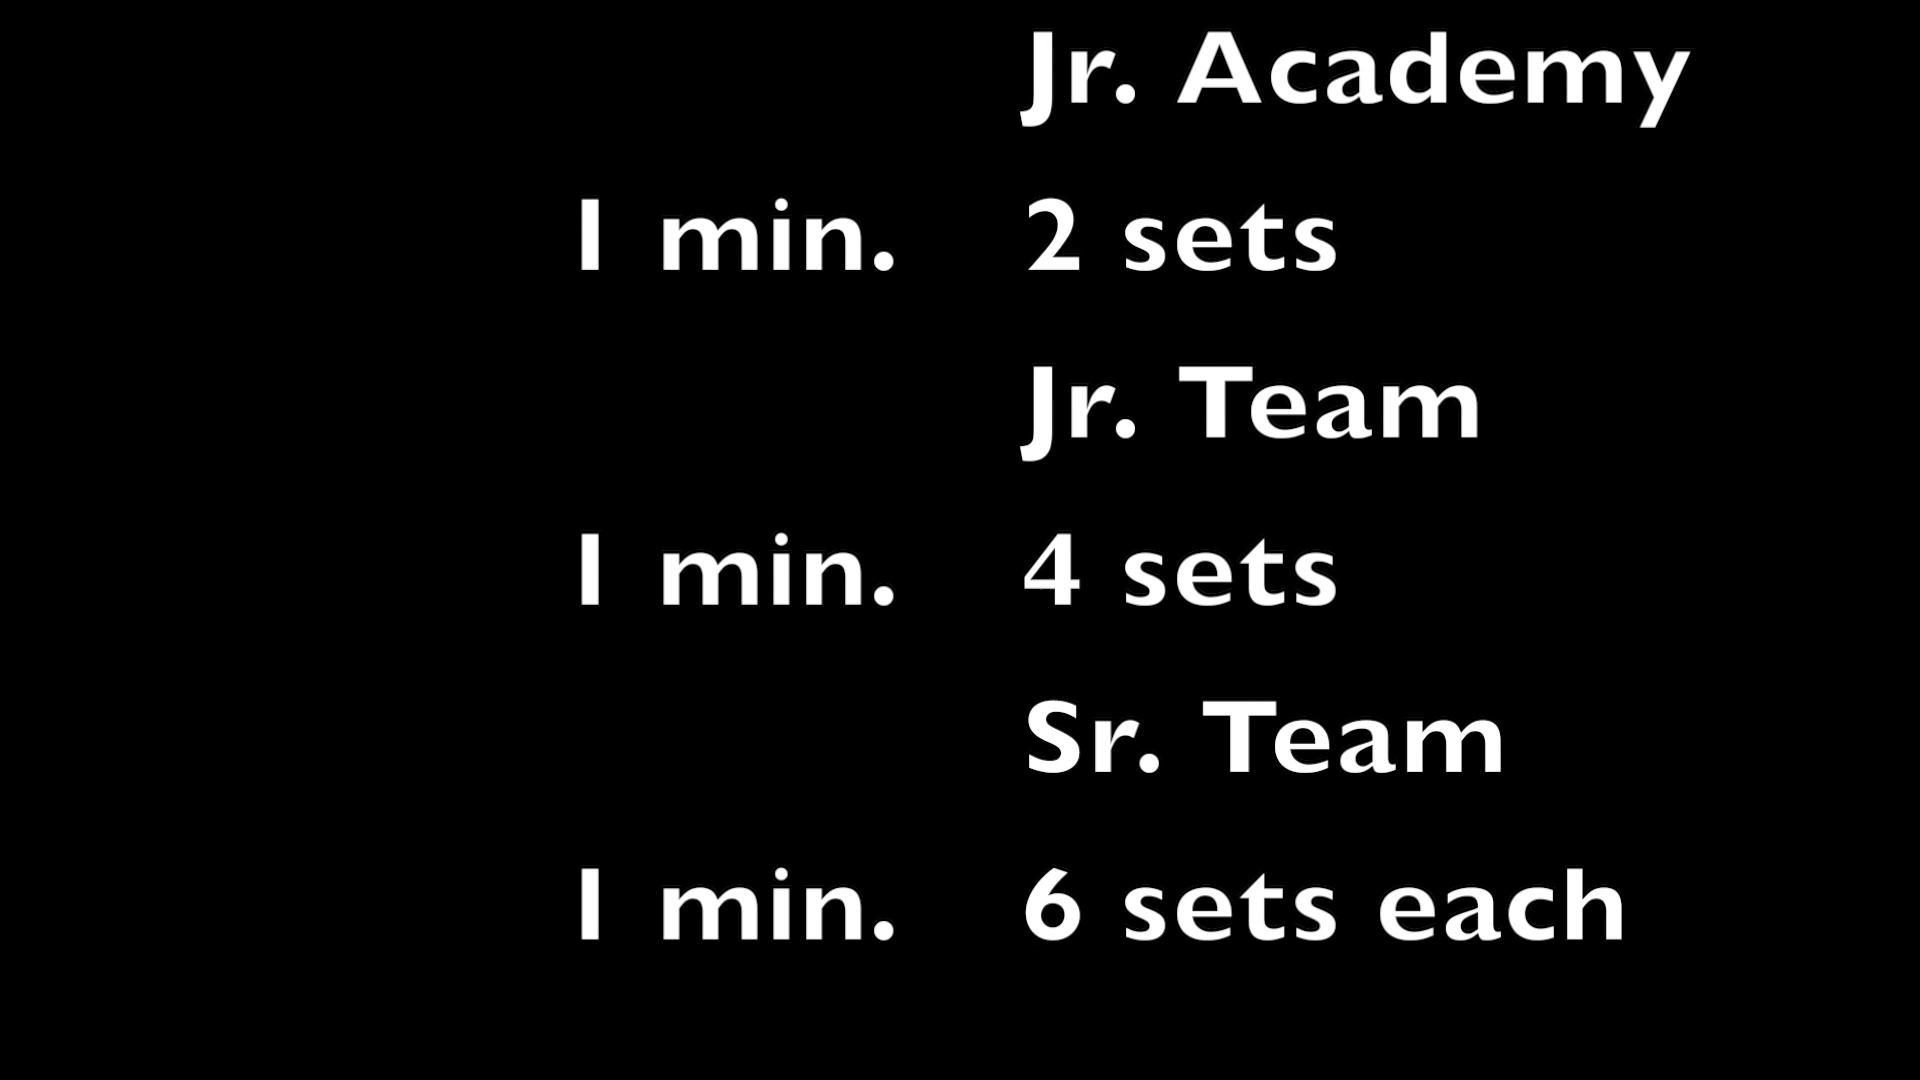 Jr. Academy
1 min. 2 sets
Jr. Team
1 min. 4 sets
Sr. Team
1 min. 6 sets each